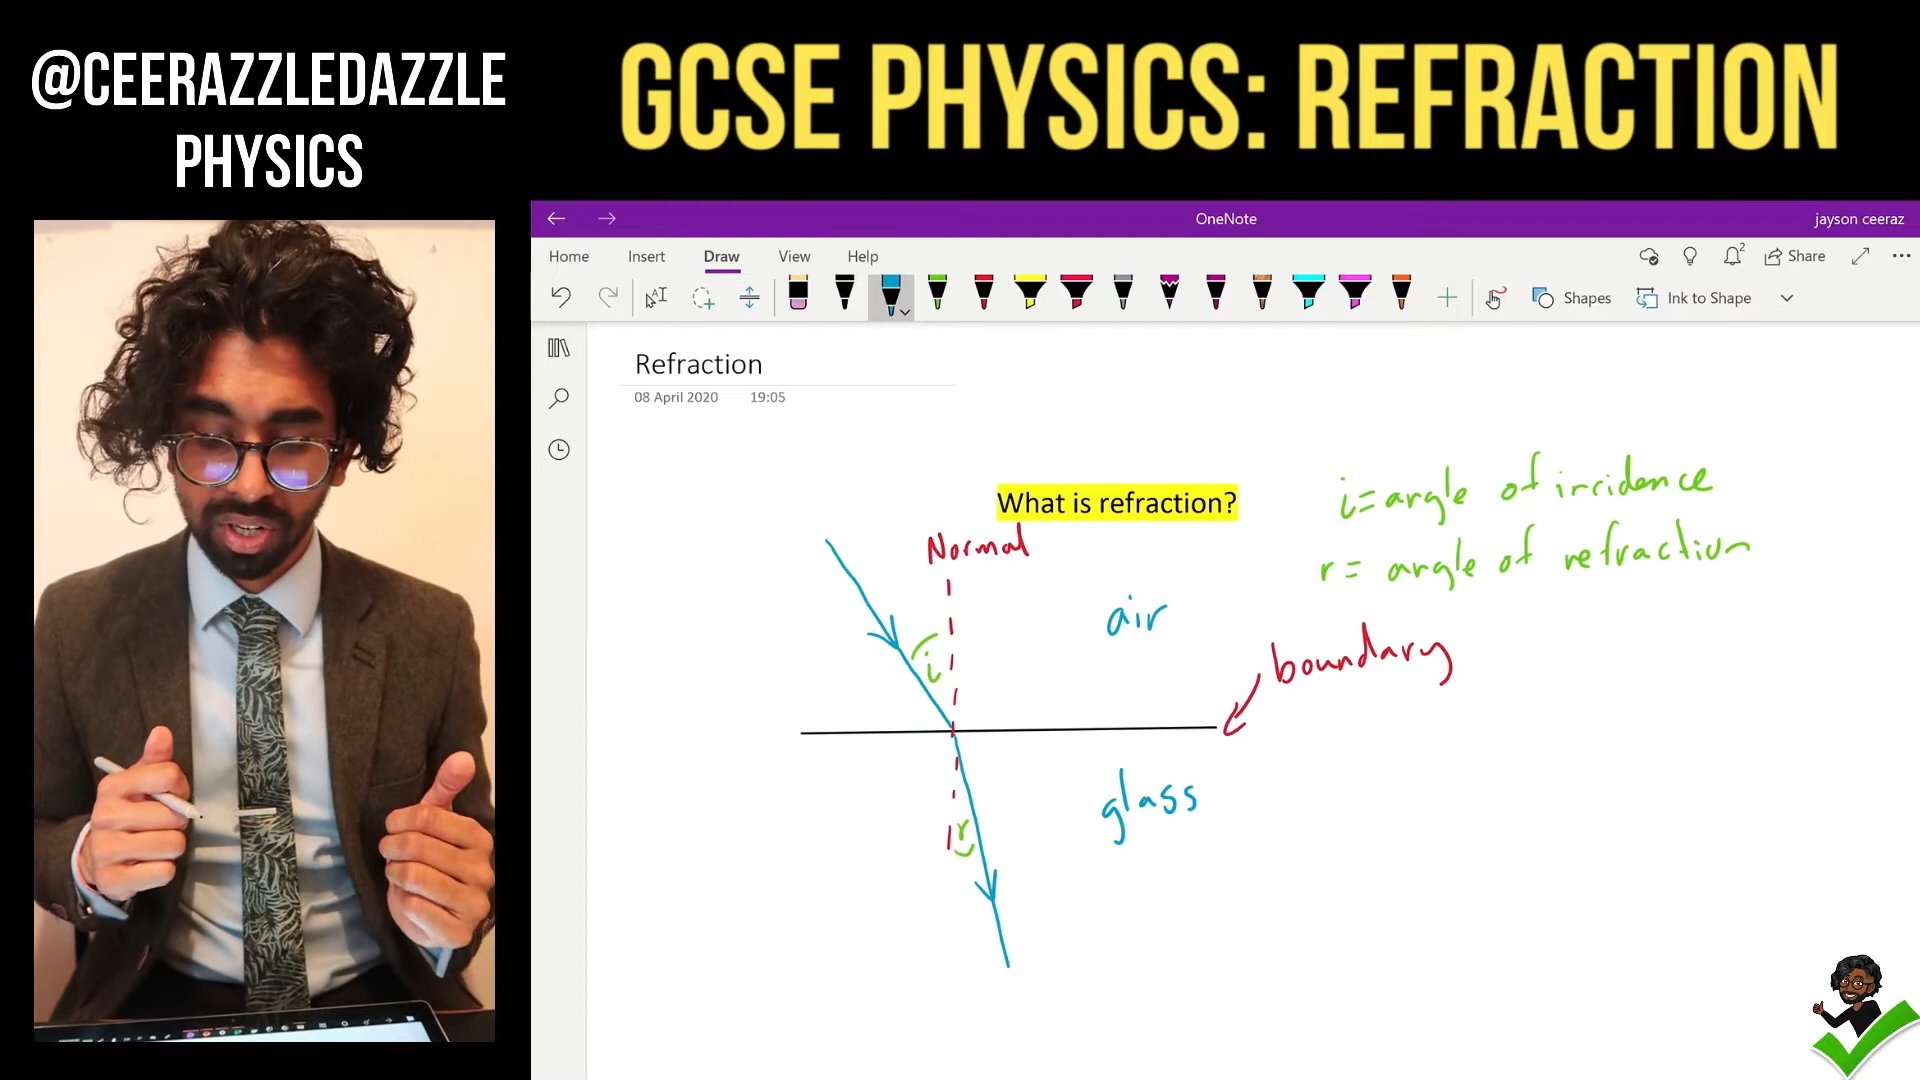 @CEERAZZLEDAZZLE
PHYSICS
GCSE PHYSICS: REFRACTION
OneNote
jayson ceeraz
Home Insert Draw View Help
2 Share
Shapes Ink to Shape
Refraction
08 April 2020 19:05
What is refraction?
i = angle of incidence
r = angle of refraction
Normal
air
i
boundary
glass
r